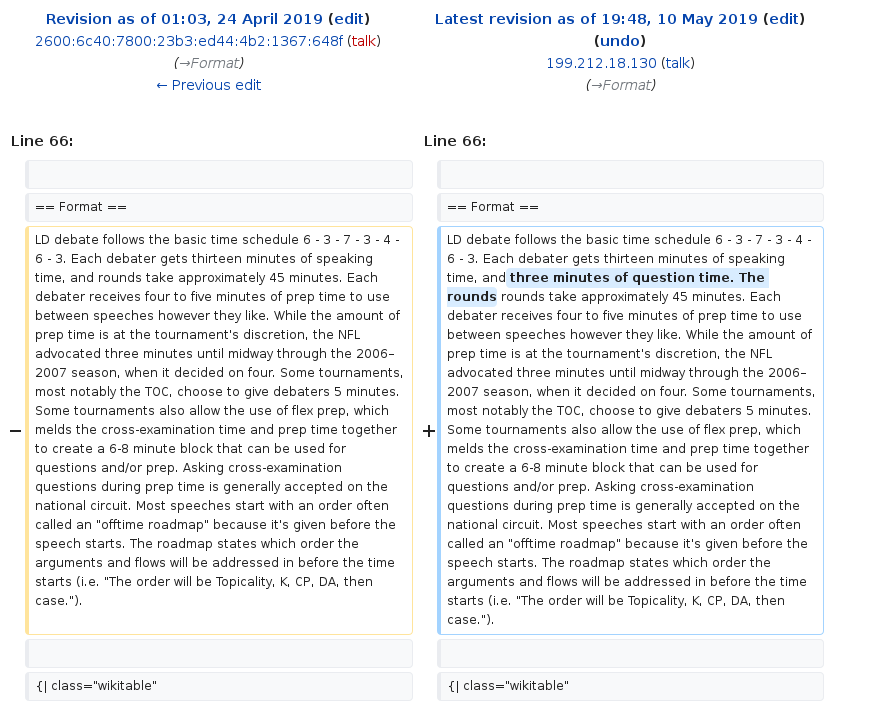 Revision as of 01:03, 24 April 2019 (edit)
2600:6c40:7800:23b3:ed44:4b2:1367:648f (talk)
(→Format)
← Previous edit
Latest revision as of 19:48, 10 May 2019 (edit)
(undo)
199.212.18.130 (talk)
(→Format)
Line 66:
Line 66:
== Format ==
== Format ==
−
LD debate follows the basic time schedule 6 - 3 - 7 - 3 - 4 -
6 - 3. Each debater gets thirteen minutes of speaking
time, and rounds take approximately 45 minutes. Each
debater receives four to five minutes of prep time to use
between speeches however they like. While the amount of
prep time is at the tournament's discretion, the NFL
advocated three minutes until midway through the 2006–
2007 season, when it decided on four. Some tournaments,
most notably the TOC, choose to give debaters 5 minutes.
Some tournaments also allow the use of flex prep, which
melds the cross-examination time and prep time together
to create a 6-8 minute block that can be used for
questions and/or prep. Asking cross-examination
questions during prep time is generally accepted on the
national circuit. Most speeches start with an order often
called an "offtime roadmap" because it's given before the
speech starts. The roadmap states which order the
arguments and flows will be addressed in before the time
starts (i.e. "The order will be Topicality, K, CP, DA, then
case.").
+
LD debate follows the basic time schedule 6 - 3 - 7 - 3 - 4 -
6 - 3. Each debater gets thirteen minutes of speaking
time, and three minutes of question time. The
rounds rounds take approximately 45 minutes. Each
debater receives four to five minutes of prep time to use
between speeches however they like. While the amount of
prep time is at the tournament's discretion, the NFL
advocated three minutes until midway through the 2006–
2007 season, when it decided on four. Some tournaments,
most notably the TOC, choose to give debaters 5 minutes.
Some tournaments also allow the use of flex prep, which
melds the cross-examination time and prep time together
to create a 6-8 minute block that can be used for
questions and/or prep. Asking cross-examination
questions during prep time is generally accepted on the
national circuit. Most speeches start with an order often
called an "offtime roadmap" because it's given before the
speech starts. The roadmap states which order the
arguments and flows will be addressed in before the time
starts (i.e. "The order will be Topicality, K, CP, DA, then
case.").
{| class="wikitable"
{| class="wikitable"